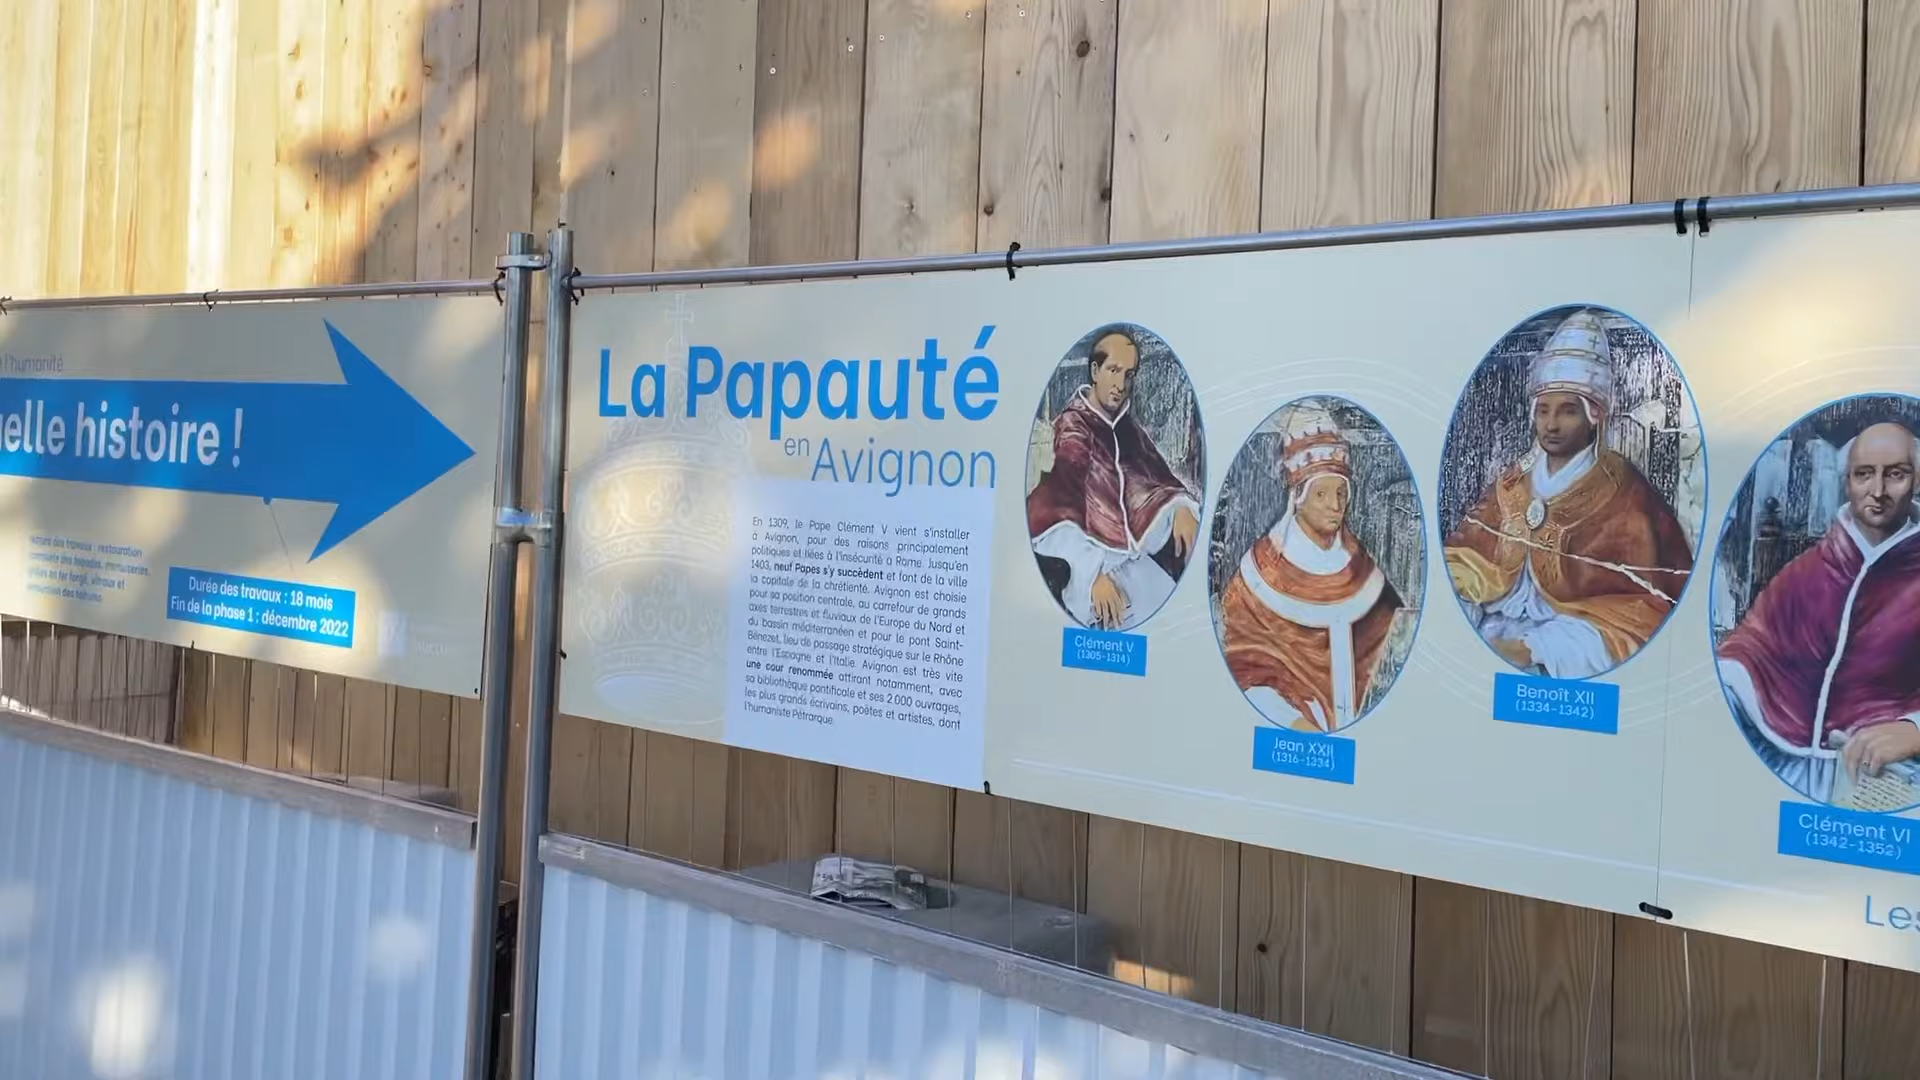 l'humanité
elle histoire !
travaux : restauration
Durée des travaux : 18 mois
Fin de la phase 1 : décembre 2022
La Papauté
en Avignon
En 1309, le Pape Clément V vient s'installer
à Avignon, pour des raisons principalement
politiques et liées à l'insécurité à Rome. Jusqu'en
1403, neuf Papes s'y succèdent et font de la ville
la capitale de la chrétienté. Avignon est choisie
pour sa position centrale, au carrefour de grands
axes terrestres et fluviaux de l'Europe du Nord et
du bassin méditerranéen et pour le pont Saint-
Bénezet, lieu de passage stratégique sur le Rhône
entre l'Espagne et l'Italie. Avignon est très vite
une cour renommée attirant notamment, avec
sa bibliothèque pontificale et ses 2 000 ouvrages,
les plus grands écrivains, poètes et artistes, dont
l'humaniste Pétrarque.
Clément V
(1305-1314)
Jean XXII
(1316-1334)
Benoît XII
(1334-1342)
Clément VI
(1342-1352)
Les